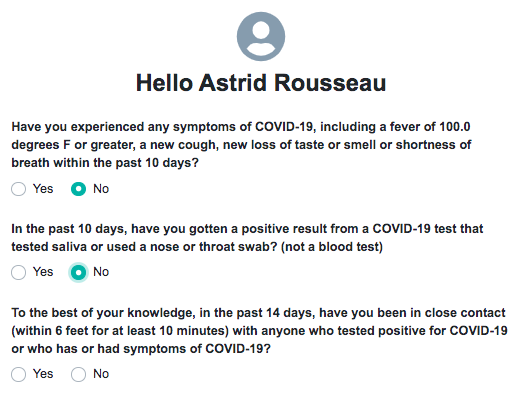 Hello Astrid Rousseau
Have you experienced any symptoms of COVID-19, including a fever of 100.0
degrees F or greater, a new cough, new loss of taste or smell or shortness of
breath within the past 10 days?
Yes No
In the past 10 days, have you gotten a positive result from a COVID-19 test that
tested saliva or used a nose or throat swab? (not a blood test)
Yes No
To the best of your knowledge, in the past 14 days, have you been in close contact
(within 6 feet for at least 10 minutes) with anyone who tested positive for COVID-19
or who has or had symptoms of COVID-19?
Yes No